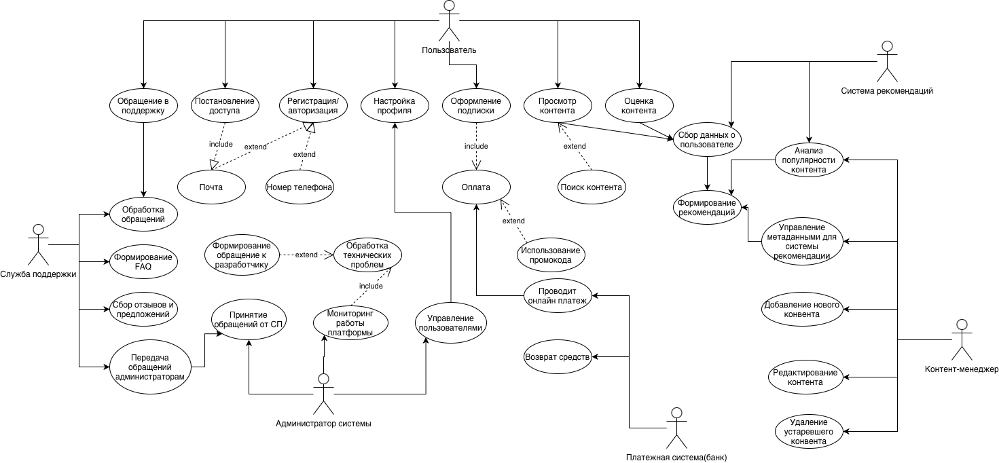 Пользователь
Система рекомендаций
Обращение в
поддержку
Постановление
доступа
Регистрация/
авторизация
Настройка
профиля
Оформление
подписки
Просмотр
контента
Оценка
контента
Сбор данных о
пользователе
Анализ
популярности
контента
include
extend
extend
include
extend
Почта
Номер телефона
Оплата
Поиск контента
Формирование
рекомендаций
Обработка
обращений
extend
Управление
метаданными для
системы
рекомендации
Служба поддержки
Формирование
FAQ
Формирование
обращение к
разработчику
extend
Обработка
технических
проблем
Использование
промокода
include
Проводит
онлайн платеж
Добавление нового
конвента
Сбор отзывов и
предложений
Принятие
обращений от СП
Мониторинг
работы
платформы
Управление
пользователями
Передача
обращений
администраторам
Возврат средств
Контент-менеджер
Редактирование
контента
Администратор системы
Удаление
устаревшего
конвента
Платежная система(банк)